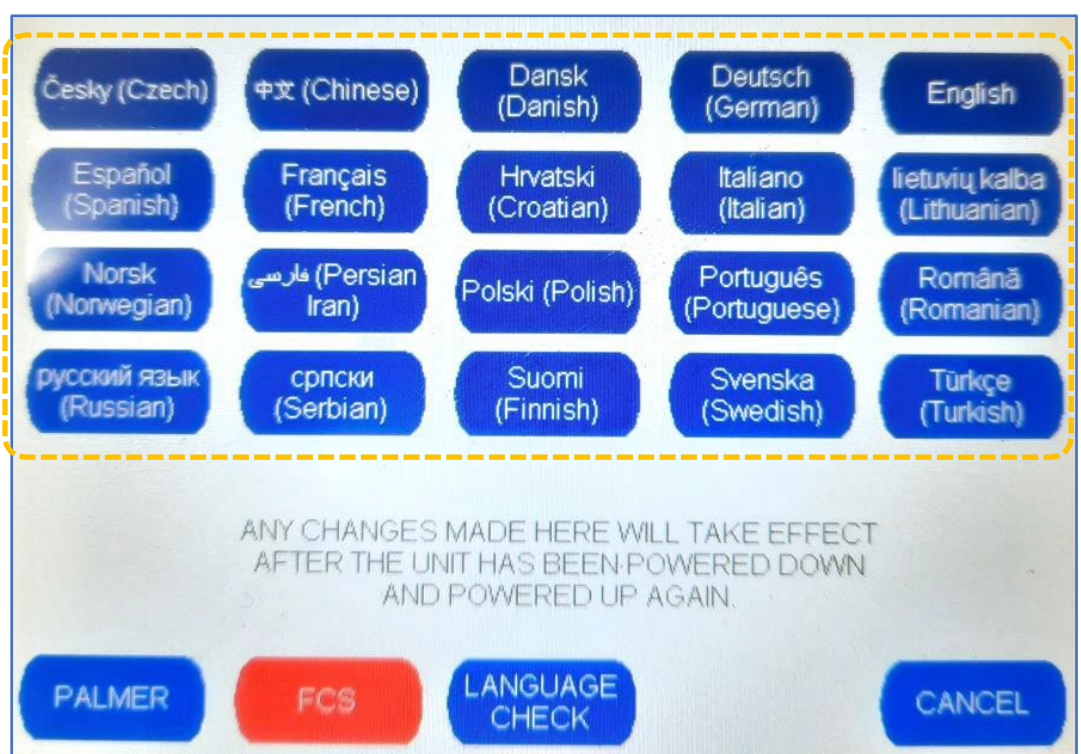 Česky (Czech)
中文 (Chinese)
Dansk
(Danish)
Deutsch
(German)
English
Español
(Spanish)
Français
(French)
Hrvatski
(Croatian)
Italiano
(Italian)
lietuvių kalba
(Lithuanian)
Norsk
(Norwegian)
فارسی (Persian
Iran)
Polski (Polish)
Português
(Portuguese)
Română
(Romanian)
русский язык
(Russian)
српски
(Serbian)
Suomi
(Finnish)
Svenska
(Swedish)
Türkçe
(Turkish)
ANY CHANGES MADE HERE WILL TAKE EFFECT
AFTER THE UNIT HAS BEEN POWERED DOWN
AND POWERED UP AGAIN.
PALMER
FCS
LANGUAGE
CHECK
CANCEL